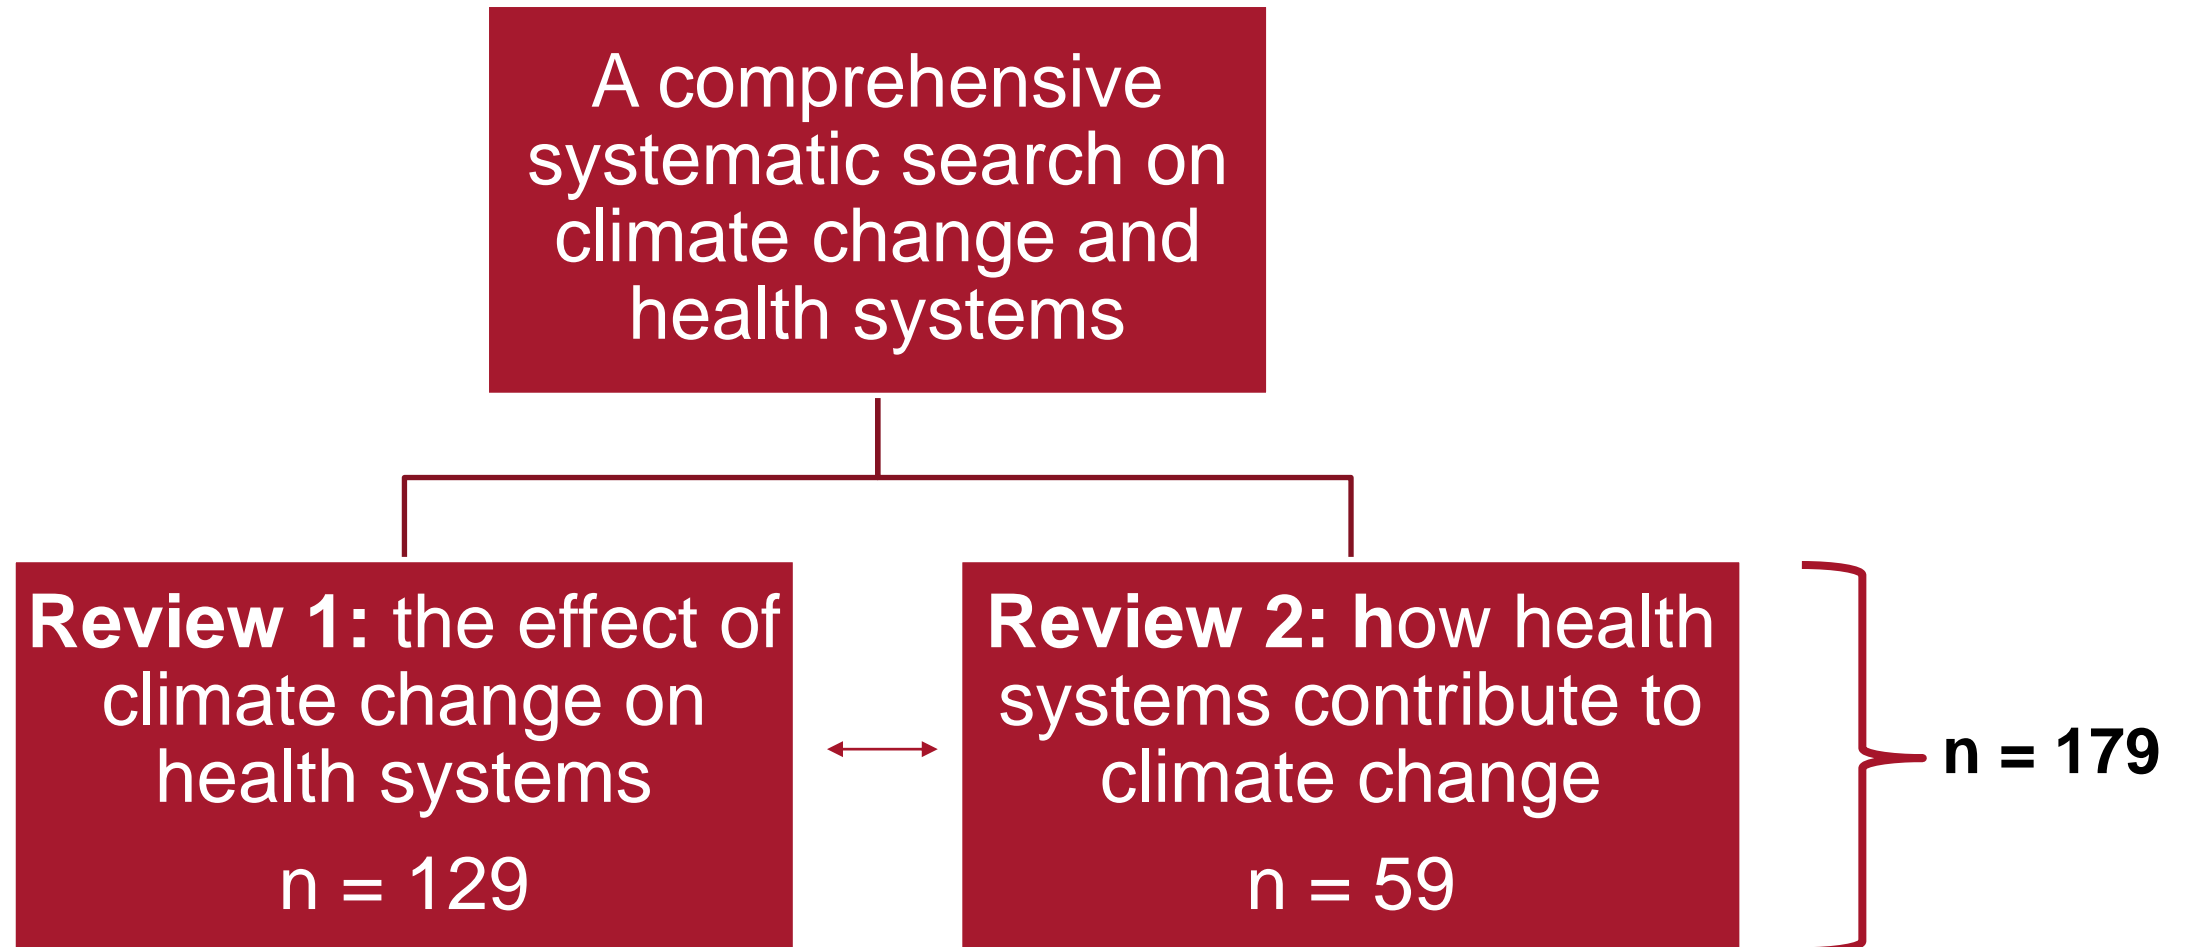 A comprehensive
systematic search on
climate change and
health systems
Review 1: the effect of
climate change on
health systems
n = 129
Review 2: how health
systems contribute to
climate change
n = 59
n = 179